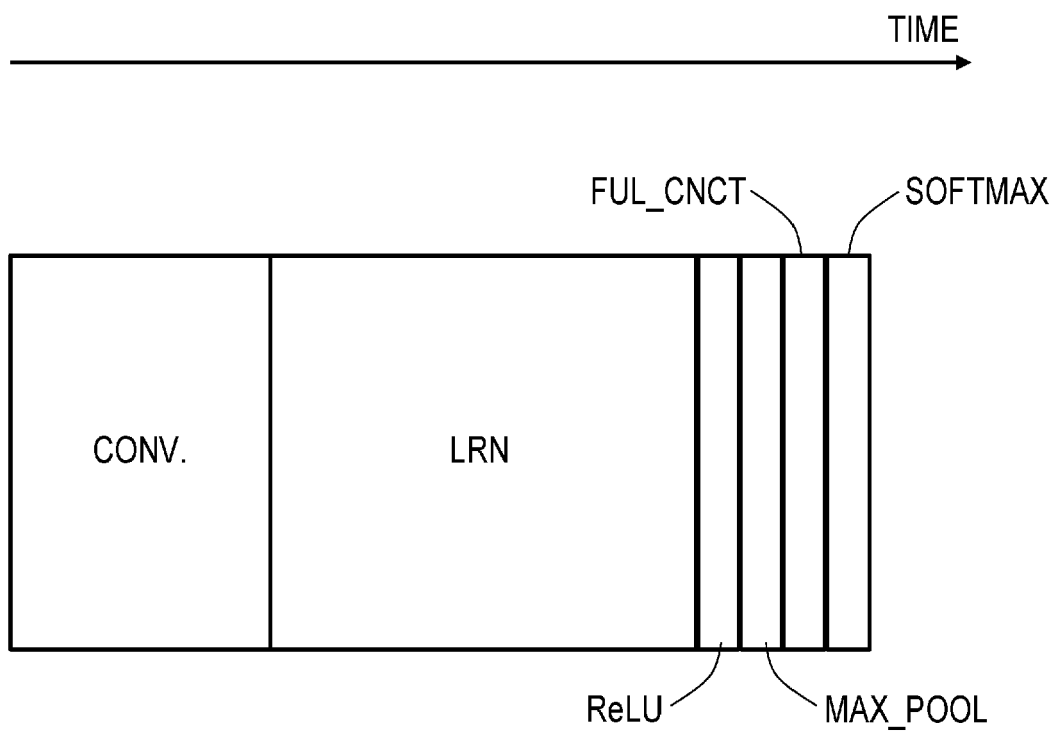 TIME
FUL_CNCT
SOFTMAX
CONV.
LRN
ReLU
MAX_POOL